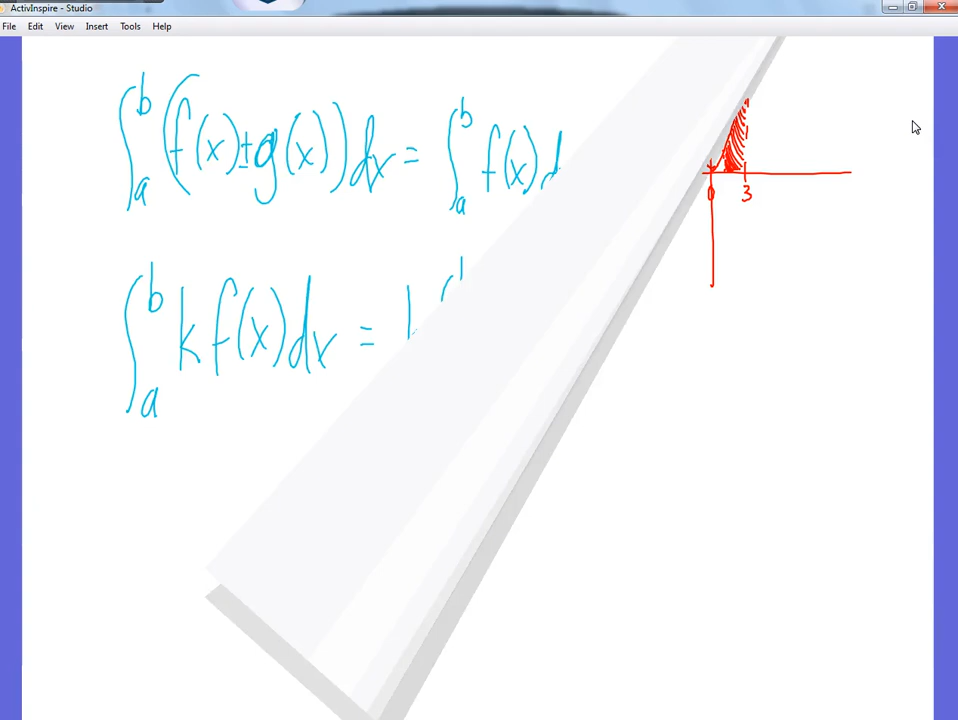 ActivInspire - Studio
File Edit View Insert Tools Help
∫_a^b (f(x) ± g(x)) dx = ∫_a^b f(x) d
∫_a^b k f(x) dx =
0 3